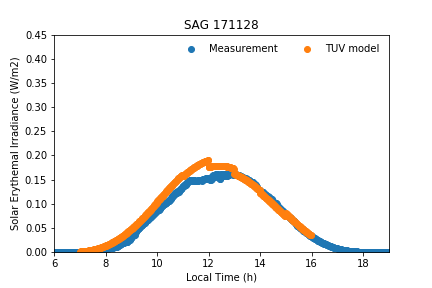 SAG 171128
Measurement TUV model
Solar Erythemal Irradiance (W/m2)
0.45
0.40
0.35
0.30
0.25
0.20
0.15
0.10
0.05
0.00
6 8 10 12 14 16 18
Local Time (h)